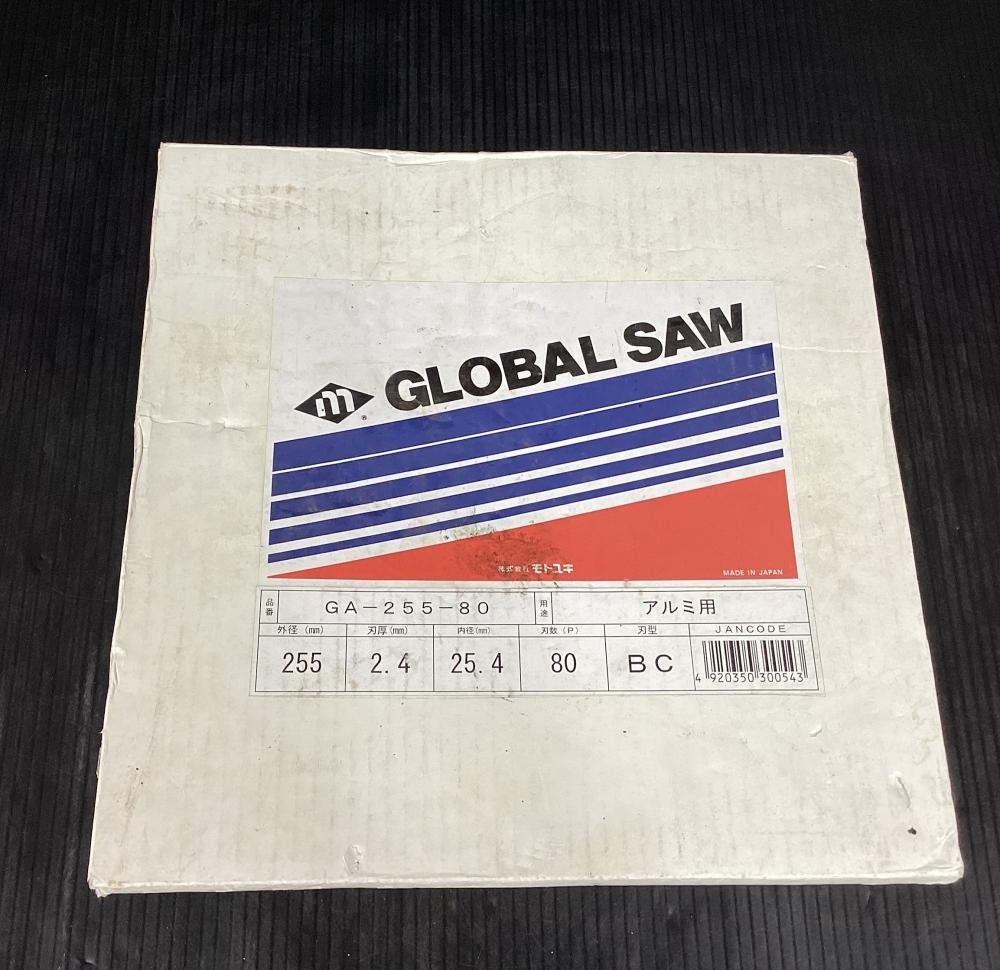 m® GLOBAL SAW
株式会社 モトユキ
MADE IN JAPAN
品番 GA-255-80 用途 アルミ用
外径 (mm) 刃厚(mm) 内径(mm) 刃数 (P) 刃型 JANCODE
255 2.4 25.4 80 BC
4 920350 300543